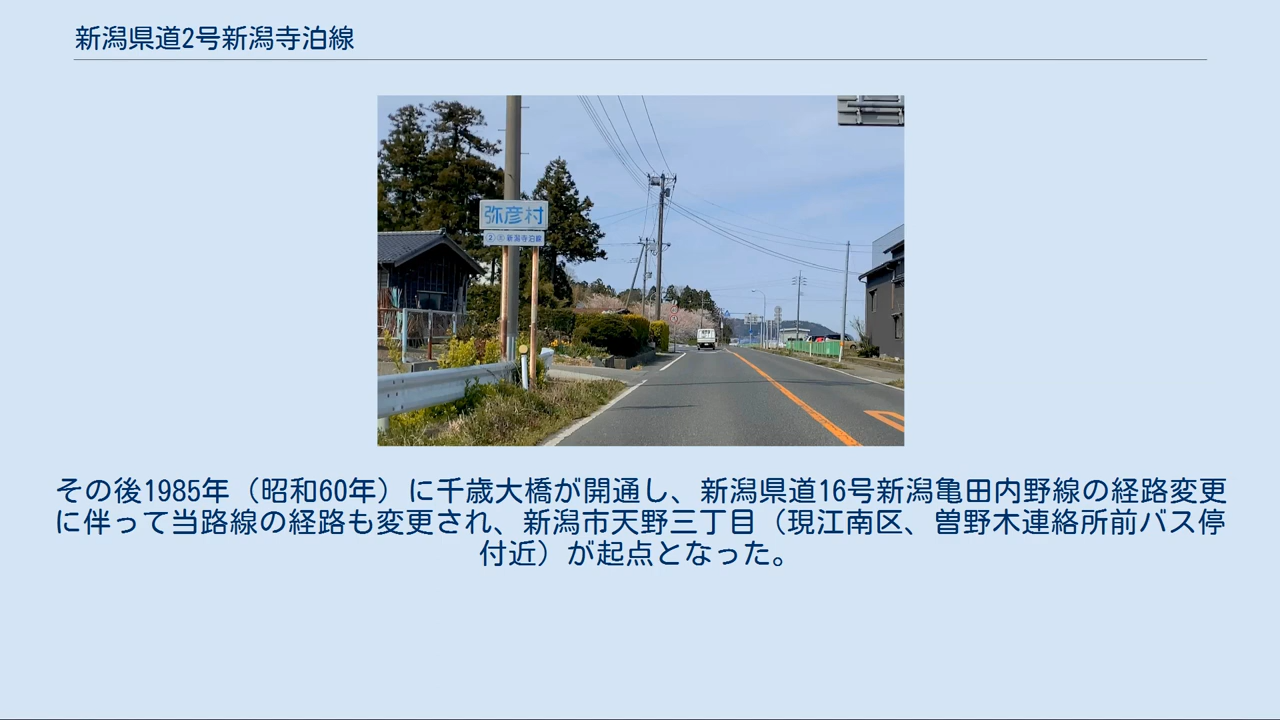 新潟県道2号新潟寺泊線
弥彦村
② 新潟寺泊線
その後1985年（昭和60年）に千歳大橋が開通し、新潟県道16号新潟亀田内野線の経路変更
に伴って当路線の経路も変更され、新潟市天野三丁目（現江南区、曽野木連絡所前バス停
付近）が起点となった。